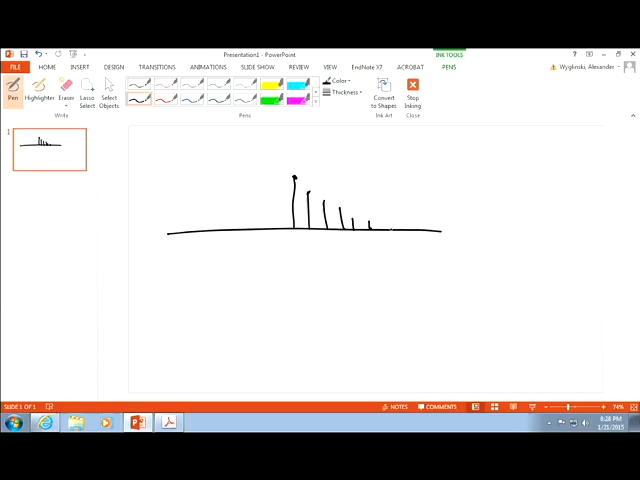 Presentation1 - PowerPoint
INK TOOLS
FILE HOME INSERT DESIGN TRANSITIONS ANIMATIONS SLIDE SHOW REVIEW VIEW EndNote X7 ACROBAT PENS
Wyglinski, Alexander
Pen Highlighter Eraser Lasso Select Select Objects
Color
Thickness
Convert to Shapes
Stop Inking
Write Pens Ink Art Close
1
SLIDE 1 OF 1
NOTES COMMENTS 74%
8:28 PM
1/21/2015